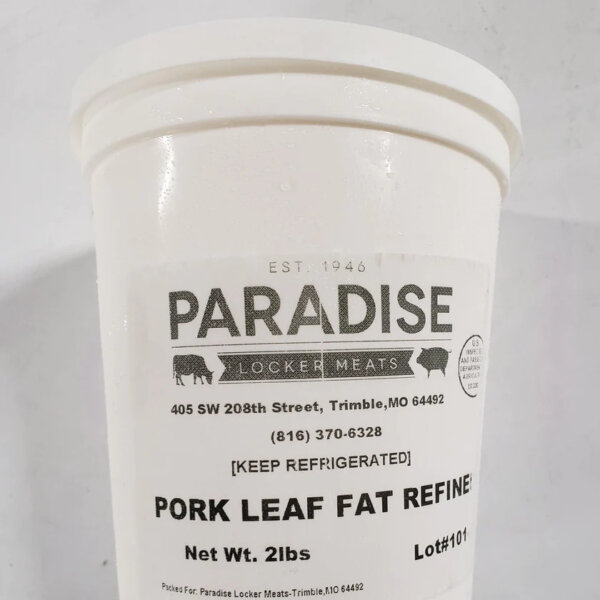 EST. 1946
PARADISE
LOCKER MEATS
405 SW 208th Street, Trimble,MO 64492
(816) 370-6328
[KEEP REFRIGERATED]
PORK LEAF FAT REFINE
Net Wt. 2lbs
Lot#101
Packed For: Paradise Locker Meats-Trimble,MO 64492
U.S.
DEPARTMENT